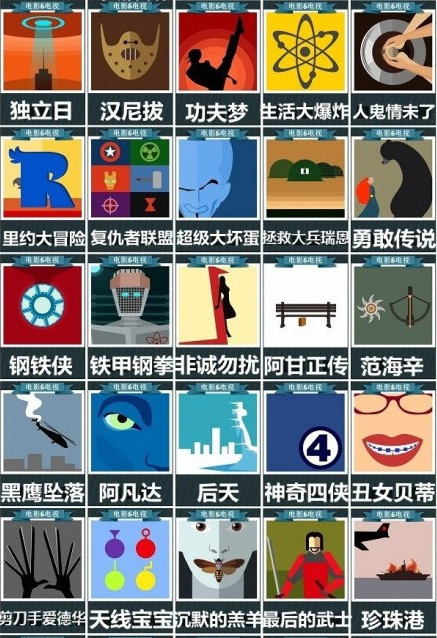 电影&电视 电影&电视 电影&电视 电影&电视 电影&电视
独立日 汉尼拔 功夫梦 生活大爆炸 人鬼情未了
电影&电视 电影&电视 电影&电视 电影&电视 电影&电视
里约大冒险 复仇者联盟 超级大坏蛋 拯救大兵瑞恩 勇敢传说
电影&电视 电影&电视 电影&电视 电影&电视 电影&电视
钢铁侠 铁甲钢拳 非诚勿扰 阿甘正传 范海辛
电影&电视 电影&电视 电影&电视 电影&电视 电影&电视
4
黑鹰坠落 阿凡达 后天 神奇四侠 丑女贝蒂
电影&电视 电影&电视 电影&电视 电影&电视 电影&电视
剪刀手爱德华 天线宝宝 沉默的羔羊 最后的武士 珍珠港